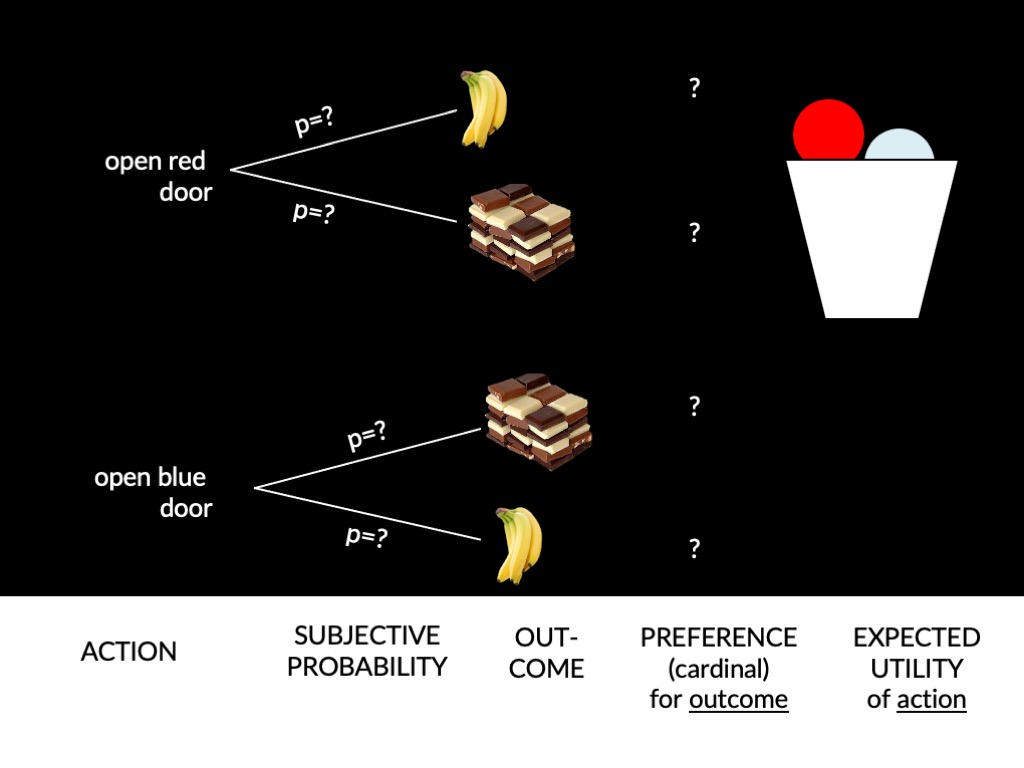 p=?
?
open red
door
p=?
?
p=?
?
open blue
door
p=?
?
ACTION
SUBJECTIVE
PROBABILITY
OUT-
COME
PREFERENCE
(cardinal)
for outcome
EXPECTED
UTILITY
of action